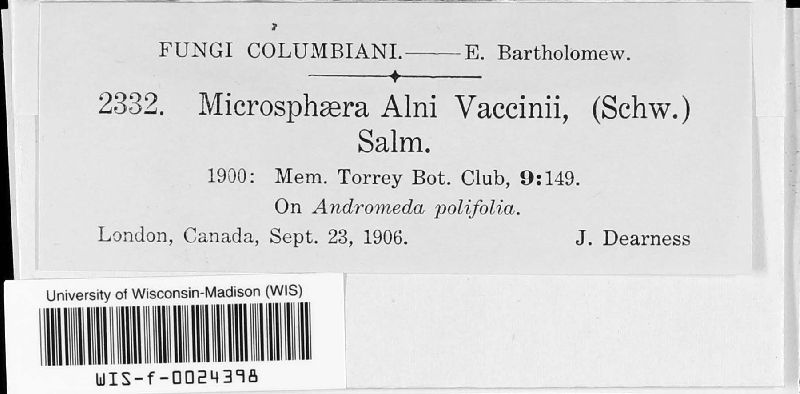 FUNGI COLUMBIANI.——E. Bartholomew.
2332. Microsphæra Alni Vaccinii, (Schw.)
Salm.
1900: Mem. Torrey Bot. Club, 9:149.
On Andromeda polifolia.
London, Canada, Sept. 23, 1906. J. Dearness
University of Wisconsin-Madison (WIS)
WIS-f-0024398